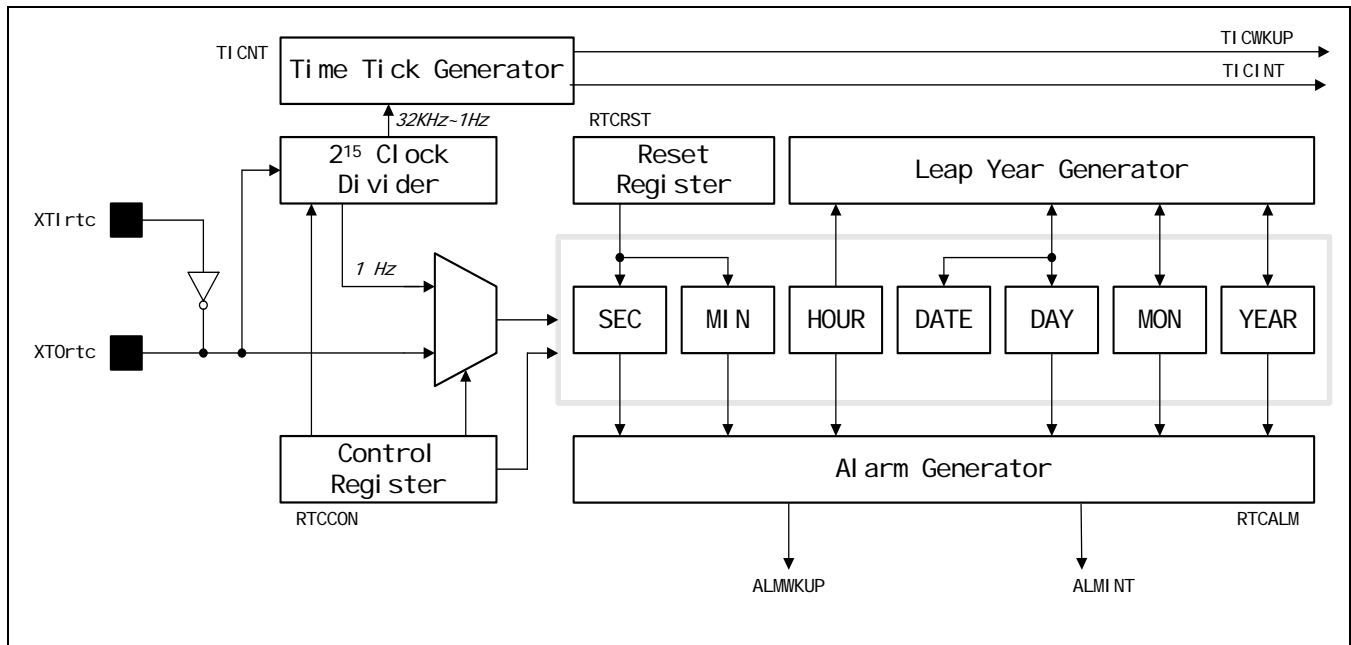 TICNT
Time Tick Generator
TICWKUP
TICINT
32KHz~1Hz
RTCRST
2¹⁵ Clock
Divider
Reset
Register
Leap Year Generator
XTIrtc
1 Hz
SEC
MIN
HOUR
DATE
DAY
MON
YEAR
XTOrtc
Control
Register
Alarm Generator
RTCCON
RTCALM
ALMWKUP
ALMINT